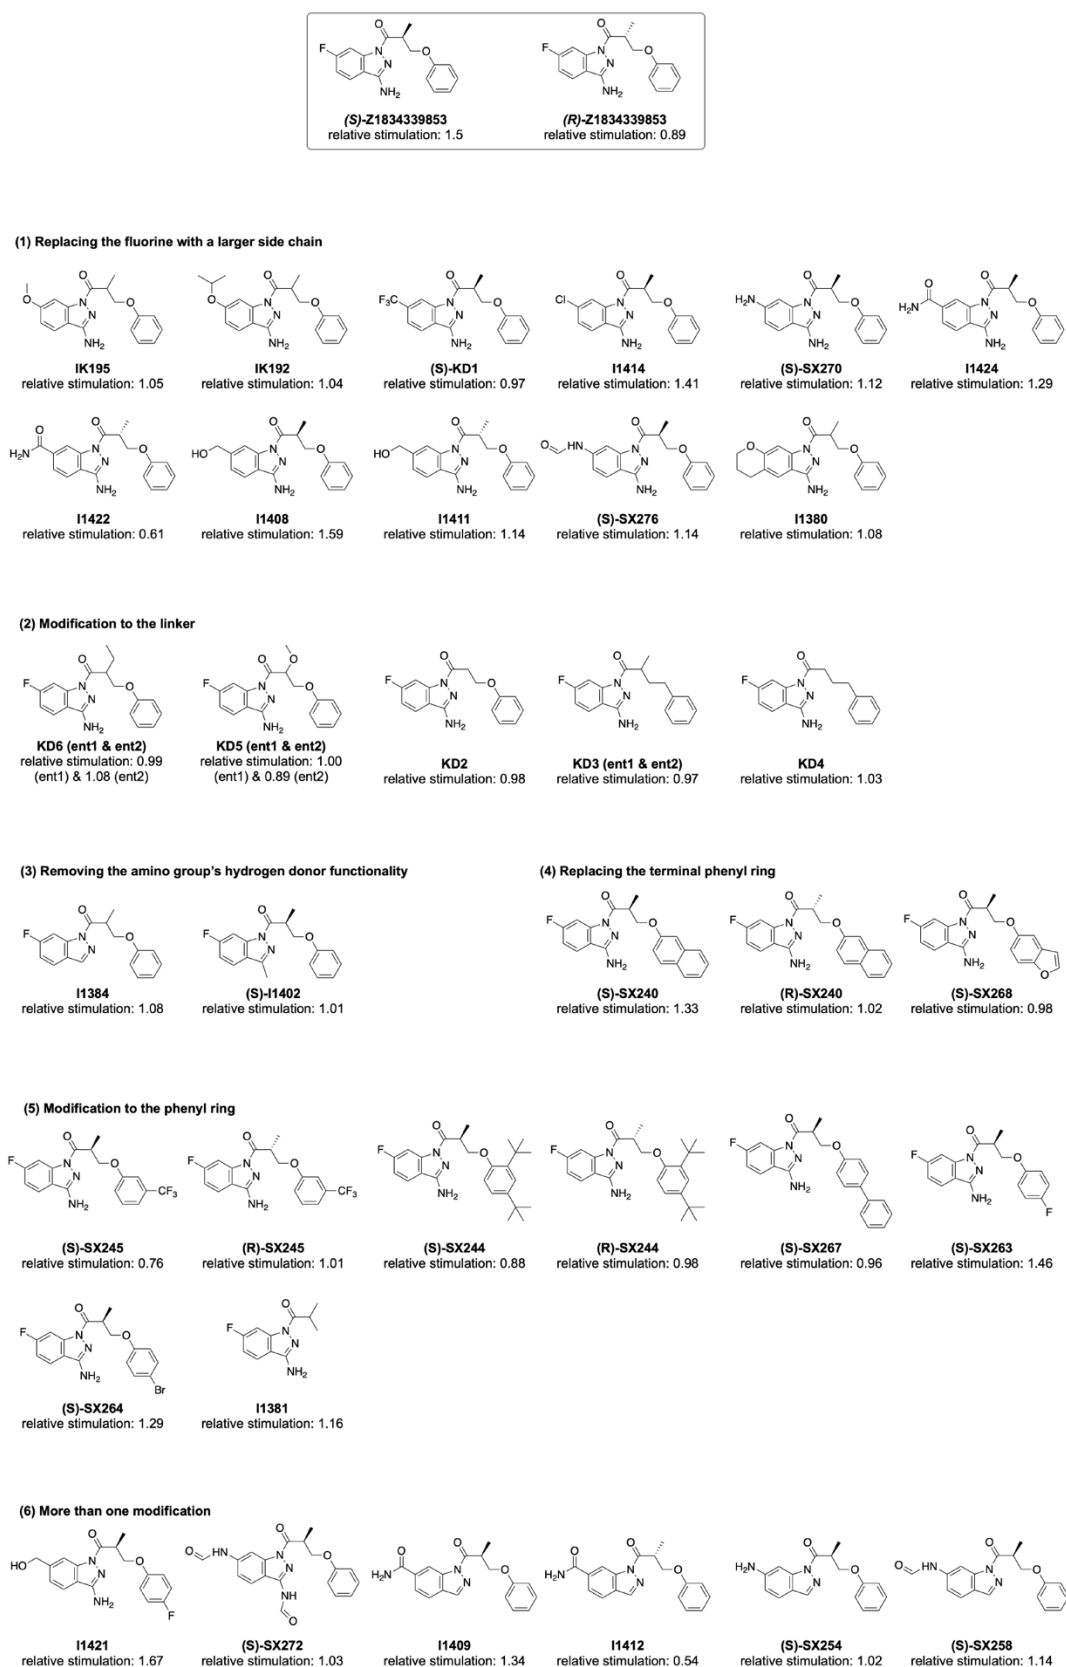 (S)-Z1834339853
relative stimulation: 1.5
(R)-Z1834339853
relative stimulation: 0.89
(1) Replacing the fluorine with a larger side chain
IK195
relative stimulation: 1.05
IK192
relative stimulation: 1.04
(S)-KD1
relative stimulation: 0.97
I1414
relative stimulation: 1.41
(S)-SX270
relative stimulation: 1.12
I1424
relative stimulation: 1.29
I1422
relative stimulation: 0.61
I1408
relative stimulation: 1.59
I1411
relative stimulation: 1.14
(S)-SX276
relative stimulation: 1.14
I1380
relative stimulation: 1.08
(2) Modification to the linker
KD6 (ent1 & ent2)
relative stimulation: 0.99
(ent1) & 1.08 (ent2)
KD5 (ent1 & ent2)
relative stimulation: 1.00
(ent1) & 0.89 (ent2)
KD2
relative stimulation: 0.98
KD3 (ent1 & ent2)
relative stimulation: 0.97
KD4
relative stimulation: 1.03
(3) Removing the amino group's hydrogen donor functionality
I1384
relative stimulation: 1.08
(S)-I1402
relative stimulation: 1.01
(4) Replacing the terminal phenyl ring
(S)-SX240
relative stimulation: 1.33
(R)-SX240
relative stimulation: 1.02
(S)-SX268
relative stimulation: 0.98
(5) Modification to the phenyl ring
(S)-SX245
relative stimulation: 0.76
(R)-SX245
relative stimulation: 1.01
(S)-SX244
relative stimulation: 0.88
(R)-SX244
relative stimulation: 0.98
(S)-SX267
relative stimulation: 0.96
(S)-SX263
relative stimulation: 1.46
(S)-SX264
relative stimulation: 1.29
I1381
relative stimulation: 1.16
(6) More than one modification
I1421
relative stimulation: 1.67
(S)-SX272
relative stimulation: 1.03
I1409
relative stimulation: 1.34
I1412
relative stimulation: 0.54
(S)-SX254
relative stimulation: 1.02
(S)-SX258
relative stimulation: 1.14